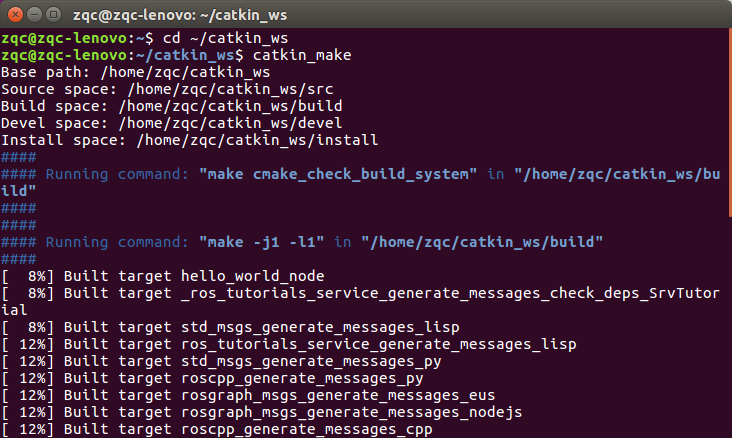 zqc@zqc-lenovo: ~/catkin_ws
zqc@zqc-lenovo:~$ cd ~/catkin_ws
zqc@zqc-lenovo:~/catkin_ws$ catkin_make
Base path: /home/zqc/catkin_ws
Source space: /home/zqc/catkin_ws/src
Build space: /home/zqc/catkin_ws/build
Devel space: /home/zqc/catkin_ws/devel
Install space: /home/zqc/catkin_ws/install
####
#### Running command: "make cmake_check_build_system" in "/home/zqc/catkin_ws/bu
ild"
####
####
#### Running command: "make -j1 -l1" in "/home/zqc/catkin_ws/build"
####
[  8%] Built target hello_world_node
[  8%] Built target _ros_tutorials_service_generate_messages_check_deps_SrvTutor
ial
[  8%] Built target std_msgs_generate_messages_lisp
[ 12%] Built target ros_tutorials_service_generate_messages_lisp
[ 12%] Built target std_msgs_generate_messages_py
[ 12%] Built target roscpp_generate_messages_py
[ 12%] Built target rosgraph_msgs_generate_messages_eus
[ 12%] Built target rosgraph_msgs_generate_messages_nodejs
[ 12%] Built target roscpp_generate_messages_cpp